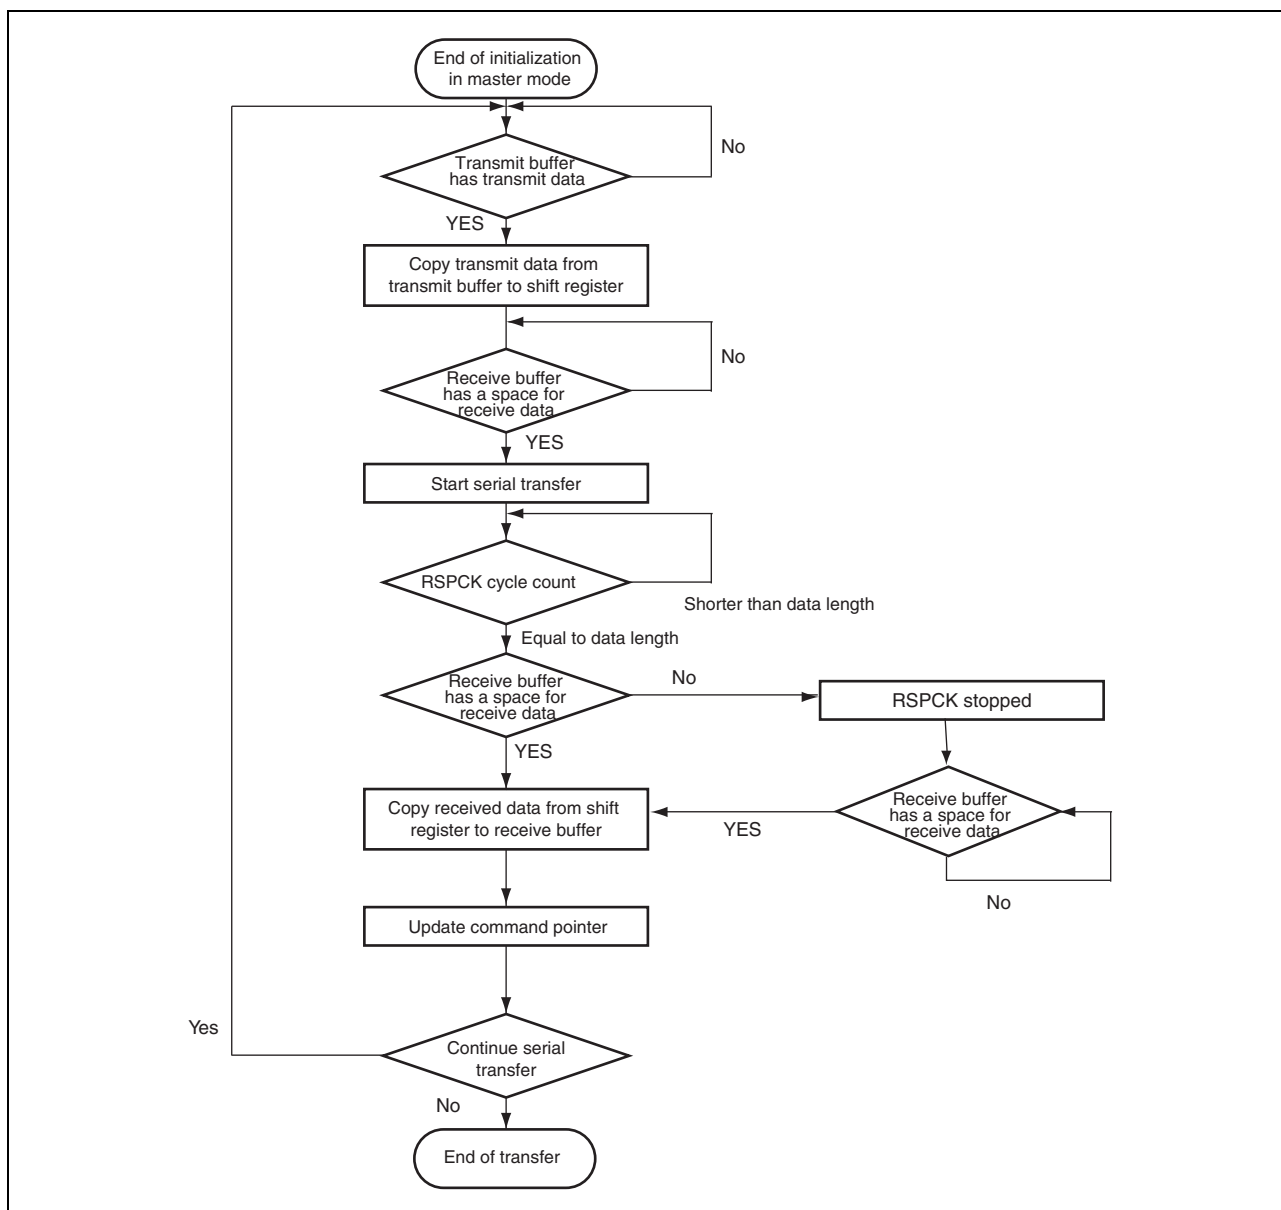 End of initialization
in master mode
No
Transmit buffer
has transmit data
YES
Copy transmit data from
transmit buffer to shift register
No
Receive buffer
has a space for
receive data
YES
Start serial transfer
RSPCK cycle count
Shorter than data length
Equal to data length
Receive buffer
has a space for
receive data
No
RSPCK stopped
YES
Copy received data from shift
register to receive buffer
YES
Receive buffer
has a space for
receive data
No
Update command pointer
Yes
Continue serial
transfer
No
End of transfer